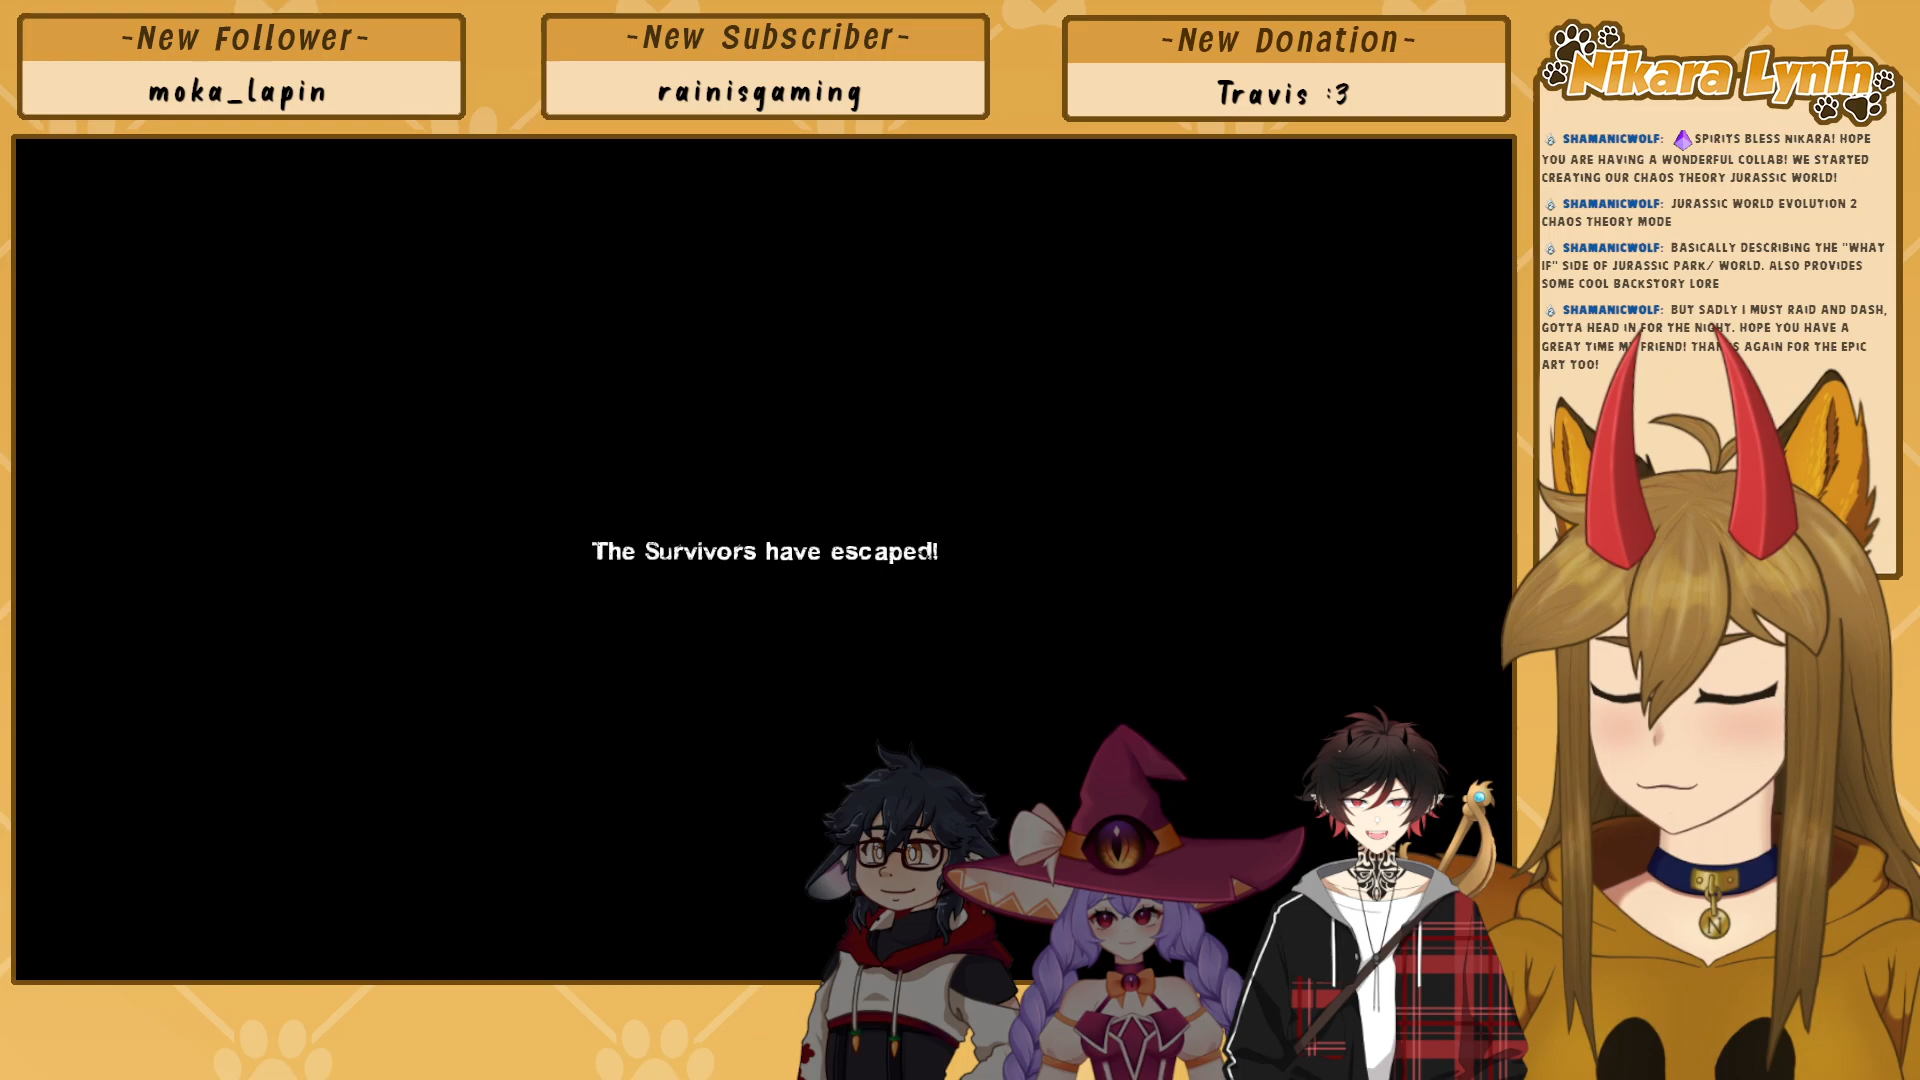 -New Follower-
moka_lapin
-New Subscriber-
rainisgaming
-New Donation-
Travis :3
Nikara Lynin
SHAMANICWOLF: SPIRITS BLESS NIKARA! HOPE
YOU ARE HAVING A WONDERFUL COLLAB! WE STARTED
CREATING OUR CHAOS THEORY JURASSIC WORLD!
SHAMANICWOLF: JURASSIC WORLD EVOLUTION 2
CHAOS THEORY MODE
SHAMANICWOLF: BASICALLY DESCRIBING THE "WHAT
IF" SIDE OF JURASSIC PARK/ WORLD. ALSO PROVIDES
SOME COOL BACKSTORY LORE
SHAMANICWOLF: BUT SADLY I MUST RAID AND DASH,
GOTTA HEAD IN FOR THE NIGHT. HOPE YOU HAVE A
GREAT TIME MY FRIEND! THANKS AGAIN FOR THE EPIC
ART TOO!
The Survivors have escaped!
N